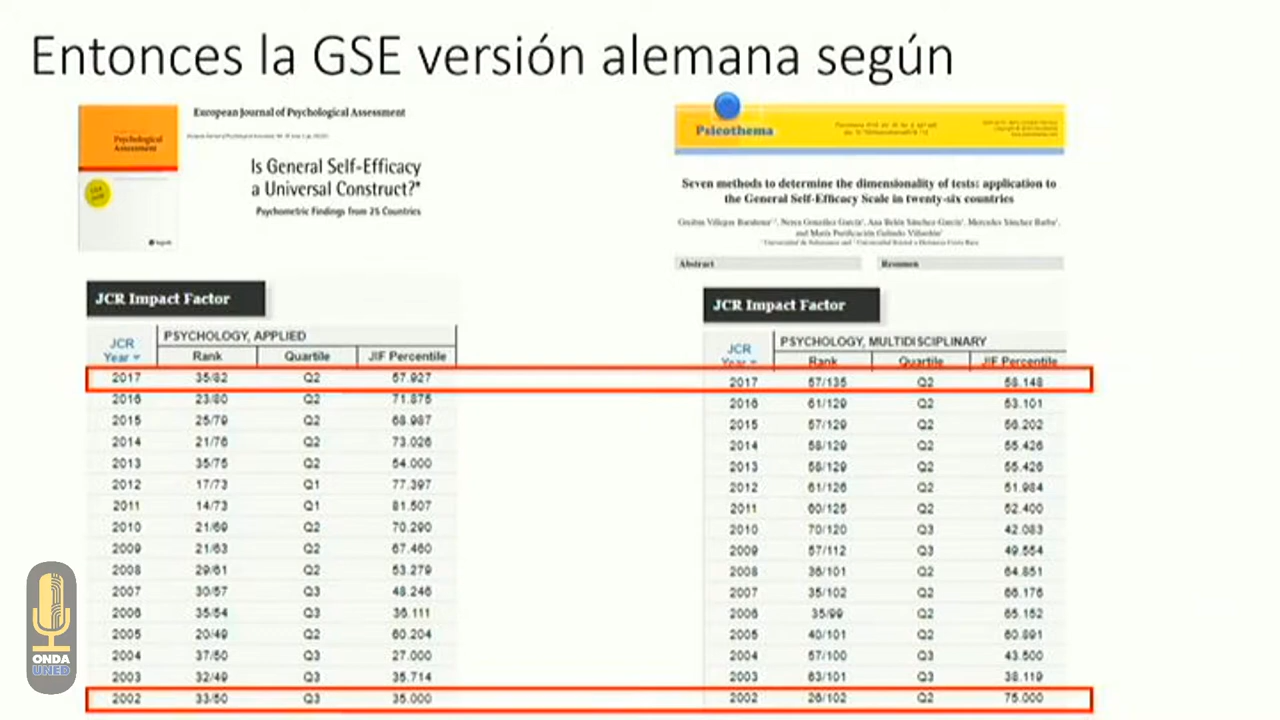 Entonces la GSE versión alemana según
European Journal of Psychological Assessment
Psychological
Assessment
Is General Self-Efficacy
a Universal Construct?*
Psychometric Findings from 25 Countries
JCR Impact Factor
JCR Year PSYCHOLOGY, APPLIED
Rank Quartile JIF Percentile
2017 35/82 Q2 57.927
2016 23/80 Q2 71.875
2015 25/79 Q2 68.987
2014 21/76 Q2 73.026
2013 35/75 Q2 54.000
2012 17/73 Q1 77.397
2011 14/73 Q1 81.507
2010 21/69 Q2 70.290
2009 21/63 Q2 67.460
2008 29/61 Q2 53.279
2007 30/57 Q3 48.246
2006 35/54 Q3 36.111
2005 20/49 Q2 60.204
2004 37/50 Q3 27.000
2003 32/49 Q3 35.714
2002 33/50 Q3 35.000
Psicothema
Seven methods to determine the dimensionality of tests: application to
the General Self-Efficacy Scale in twenty-six countries
Abstract Resumen
JCR Impact Factor
JCR Year PSYCHOLOGY, MULTIDISCIPLINARY
Rank Quartile JIF Percentile
2017 57/135 Q2 58.148
2016 61/129 Q2 53.101
2015 57/129 Q2 56.202
2014 58/129 Q2 55.426
2013 58/129 Q2 55.426
2012 61/126 Q2 51.984
2011 60/125 Q2 52.400
2010 70/120 Q3 42.083
2009 57/112 Q3 49.554
2008 36/101 Q2 64.851
2007 35/102 Q2 66.176
2006 35/99 Q2 65.152
2005 40/101 Q2 60.891
2004 57/100 Q3 43.500
2003 63/101 Q3 38.119
2002 26/102 Q2 75.000
ONDA
UNED